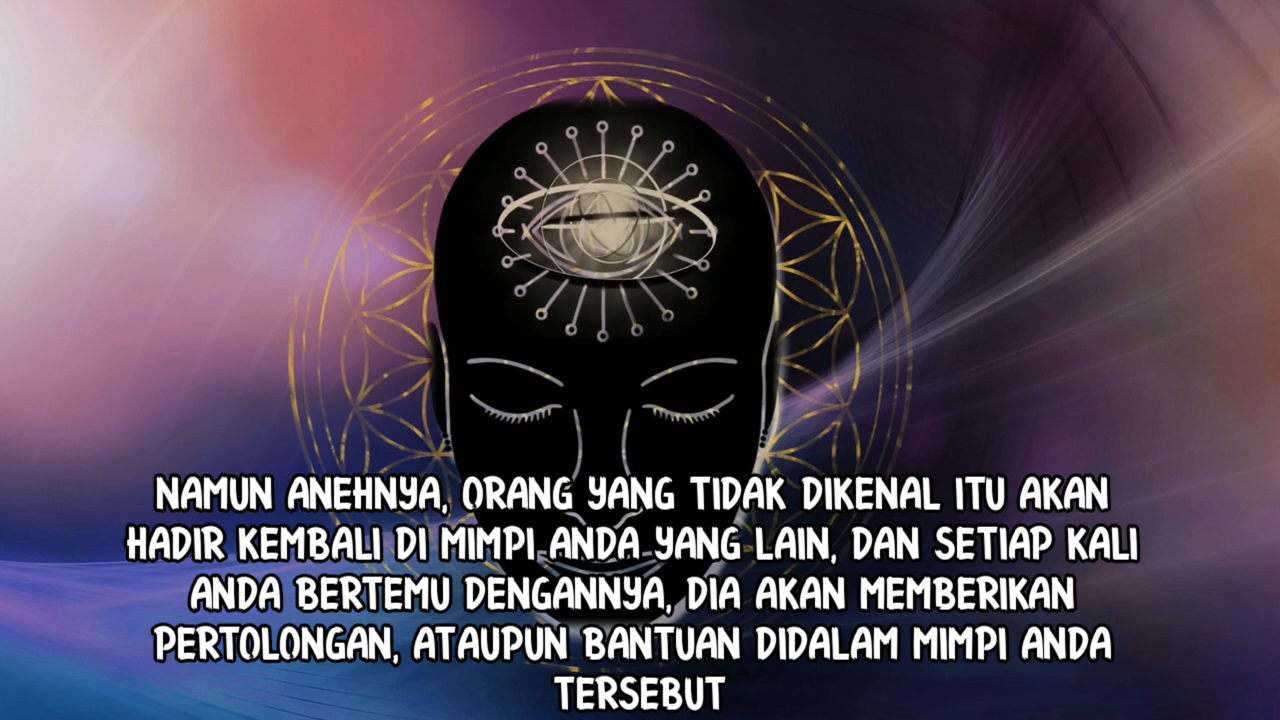 NAMUN ANEHNYA, ORANG YANG TIDAK DIKENAL ITU AKAN
HADIR KEMBALI DI MIMPI ANDA YANG LAIN, DAN SETIAP KALI
ANDA BERTEMU DENGANNYA, DIA AKAN MEMBERIKAN
PERTOLONGAN, ATAUPUN BANTUAN DIDALAM MIMPI ANDA
TERSEBUT